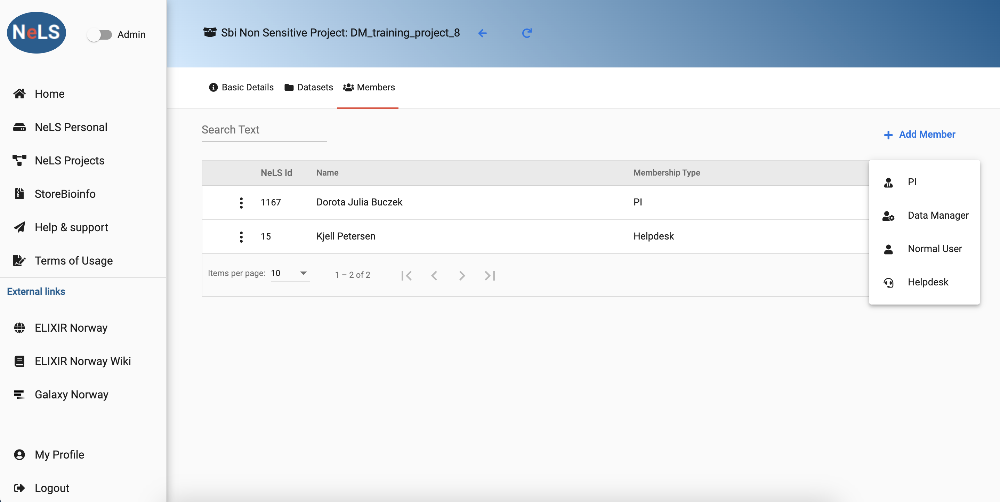 NeLS
Admin
Sbi Non Sensitive Project: DM_training_project_8
Home
NeLS Personal
NeLS Projects
StoreBioinfo
Help & support
Terms of Usage
External links
ELIXIR Norway
ELIXIR Norway Wiki
Galaxy Norway
My Profile
Logout
Basic Details Datasets Members
Search Text
+ Add Member
NeLS Id Name Membership Type
1167 Dorota Julia Buczek PI
15 Kjell Petersen Helpdesk
Items per page: 10 1 – 2 of 2
PI
Data Manager
Normal User
Helpdesk